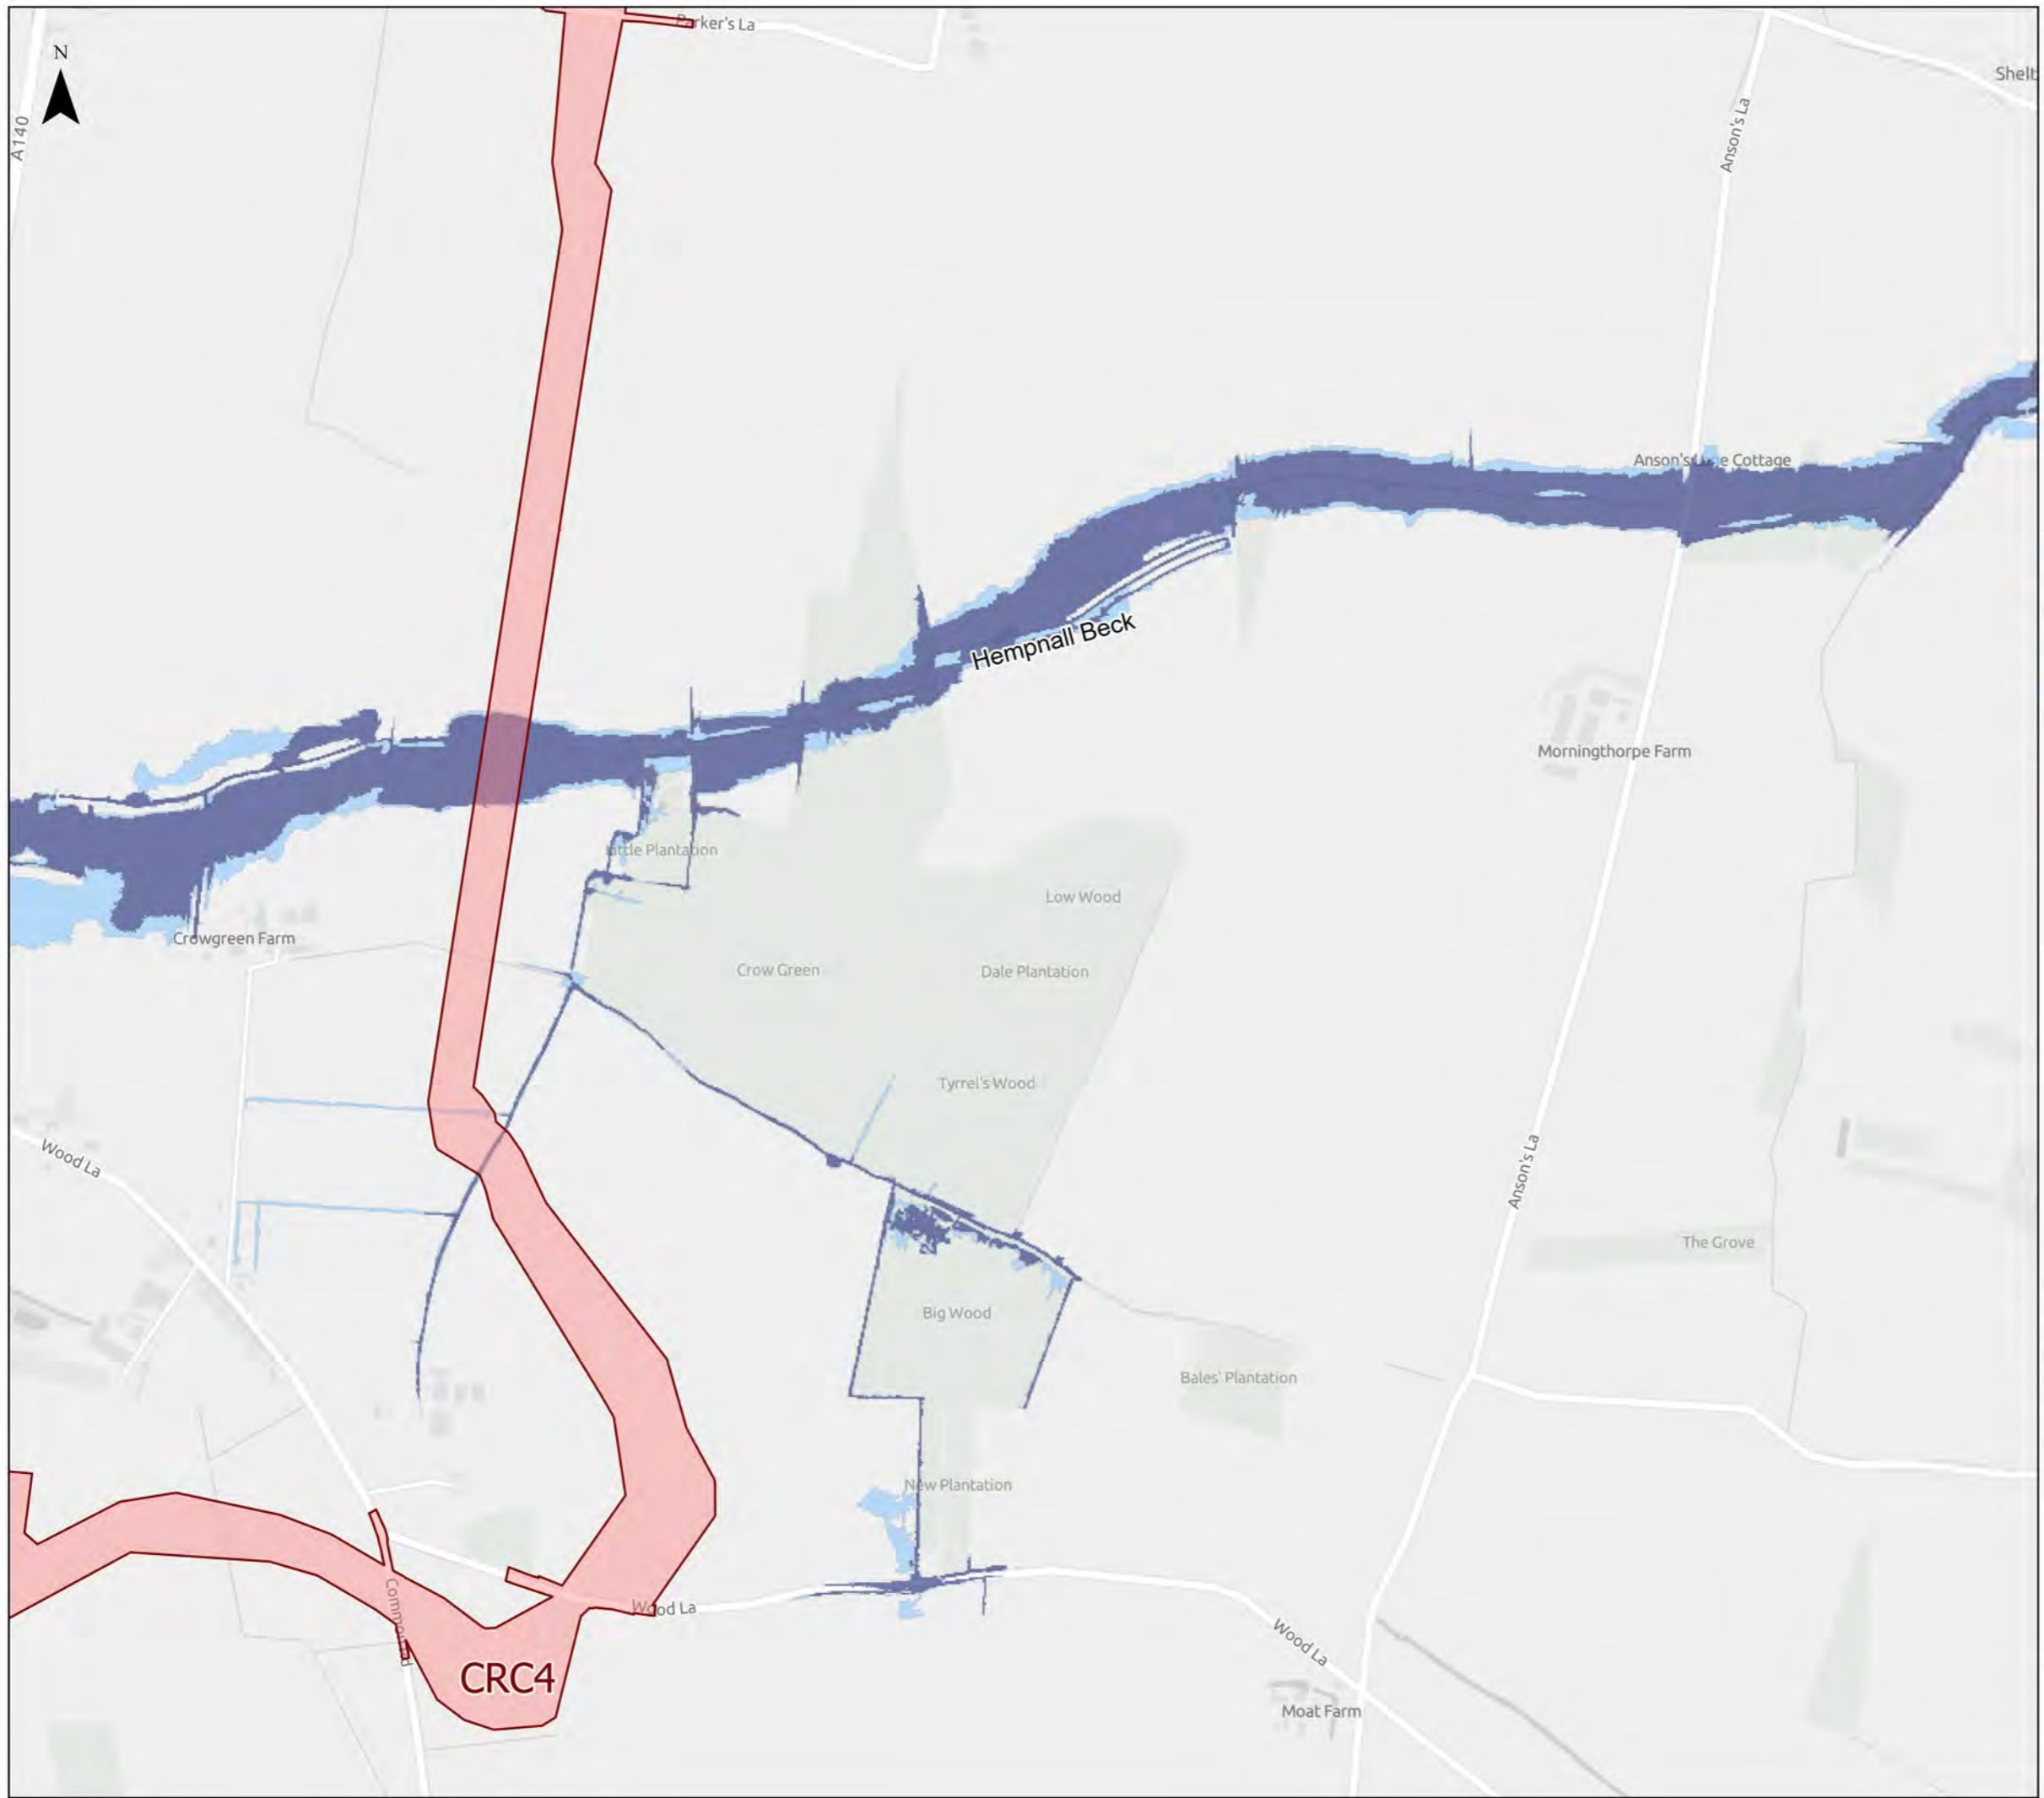 Parker's La
N
Shelt
A140
Anson's La
Cottage
Hempnall Beck
Morningthorpe Farm
Little Plantation
Low Wood
Crowgreen Farm
Crow Green
Dale Plantation
Tyrrel's Wood
Wood La
Anson's La
The Grove
Big Wood
Bales' Plantation
New Plantation
Common Rd
Wood La
Wood La
CRC4
Moat Farm